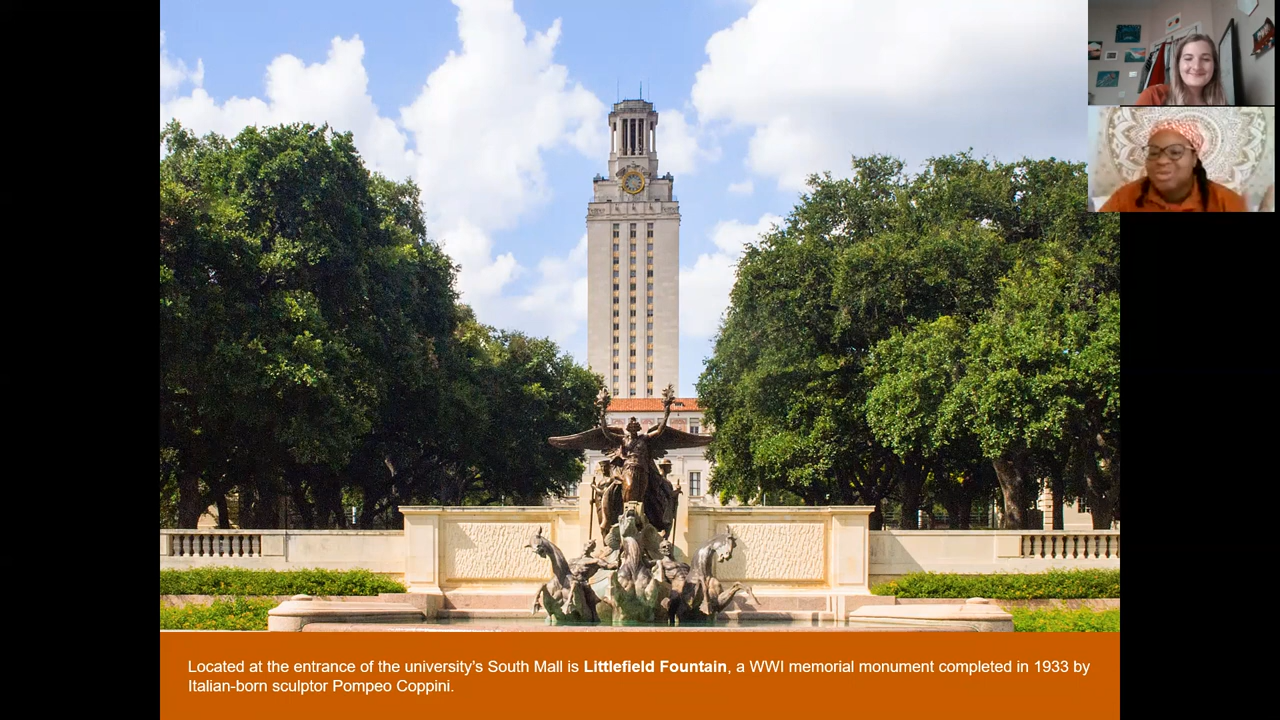 Located at the entrance of the university’s South Mall is Littlefield Fountain, a WWI memorial monument completed in 1933 by
Italian-born sculptor Pompeo Coppini.